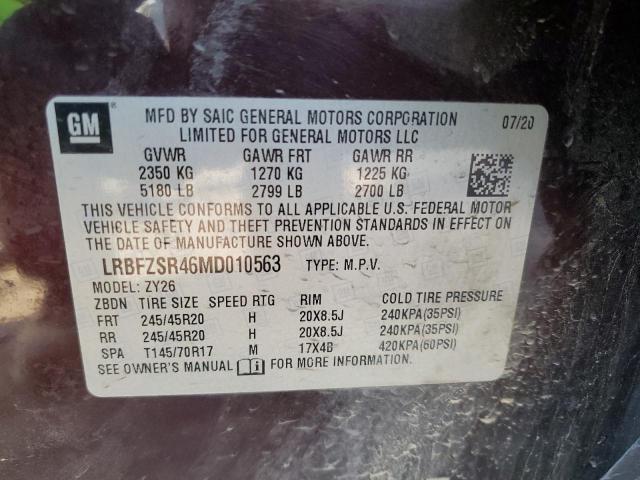 GM
MFD BY SAIC GENERAL MOTORS CORPORATION 07/20
LIMITED FOR GENERAL MOTORS LLC
GVWR GAWR FRT GAWR RR
2350 KG 1270 KG 1225 KG
5180 LB 2799 LB 2700 LB
THIS VEHICLE CONFORMS TO ALL APPLICABLE U.S. FEDERAL MOTOR
VEHICLE SAFETY AND THEFT PREVENTION STANDARDS IN EFFECT ON
THE DATE OF MANUFACTURE SHOWN ABOVE.
LRBFZSR46MD010563 TYPE: M.P.V.
MODEL: ZY26
ZBDN TIRE SIZE SPEED RTG RIM COLD TIRE PRESSURE
FRT 245/45R20 H 20X8.5J 240KPA(35PSI)
RR 245/45R20 H 20X8.5J 240KPA(35PSI)
SPA T145/70R17 M 17X4B 420KPA(60PSI)
SEE OWNER'S MANUAL FOR MORE INFORMATION.